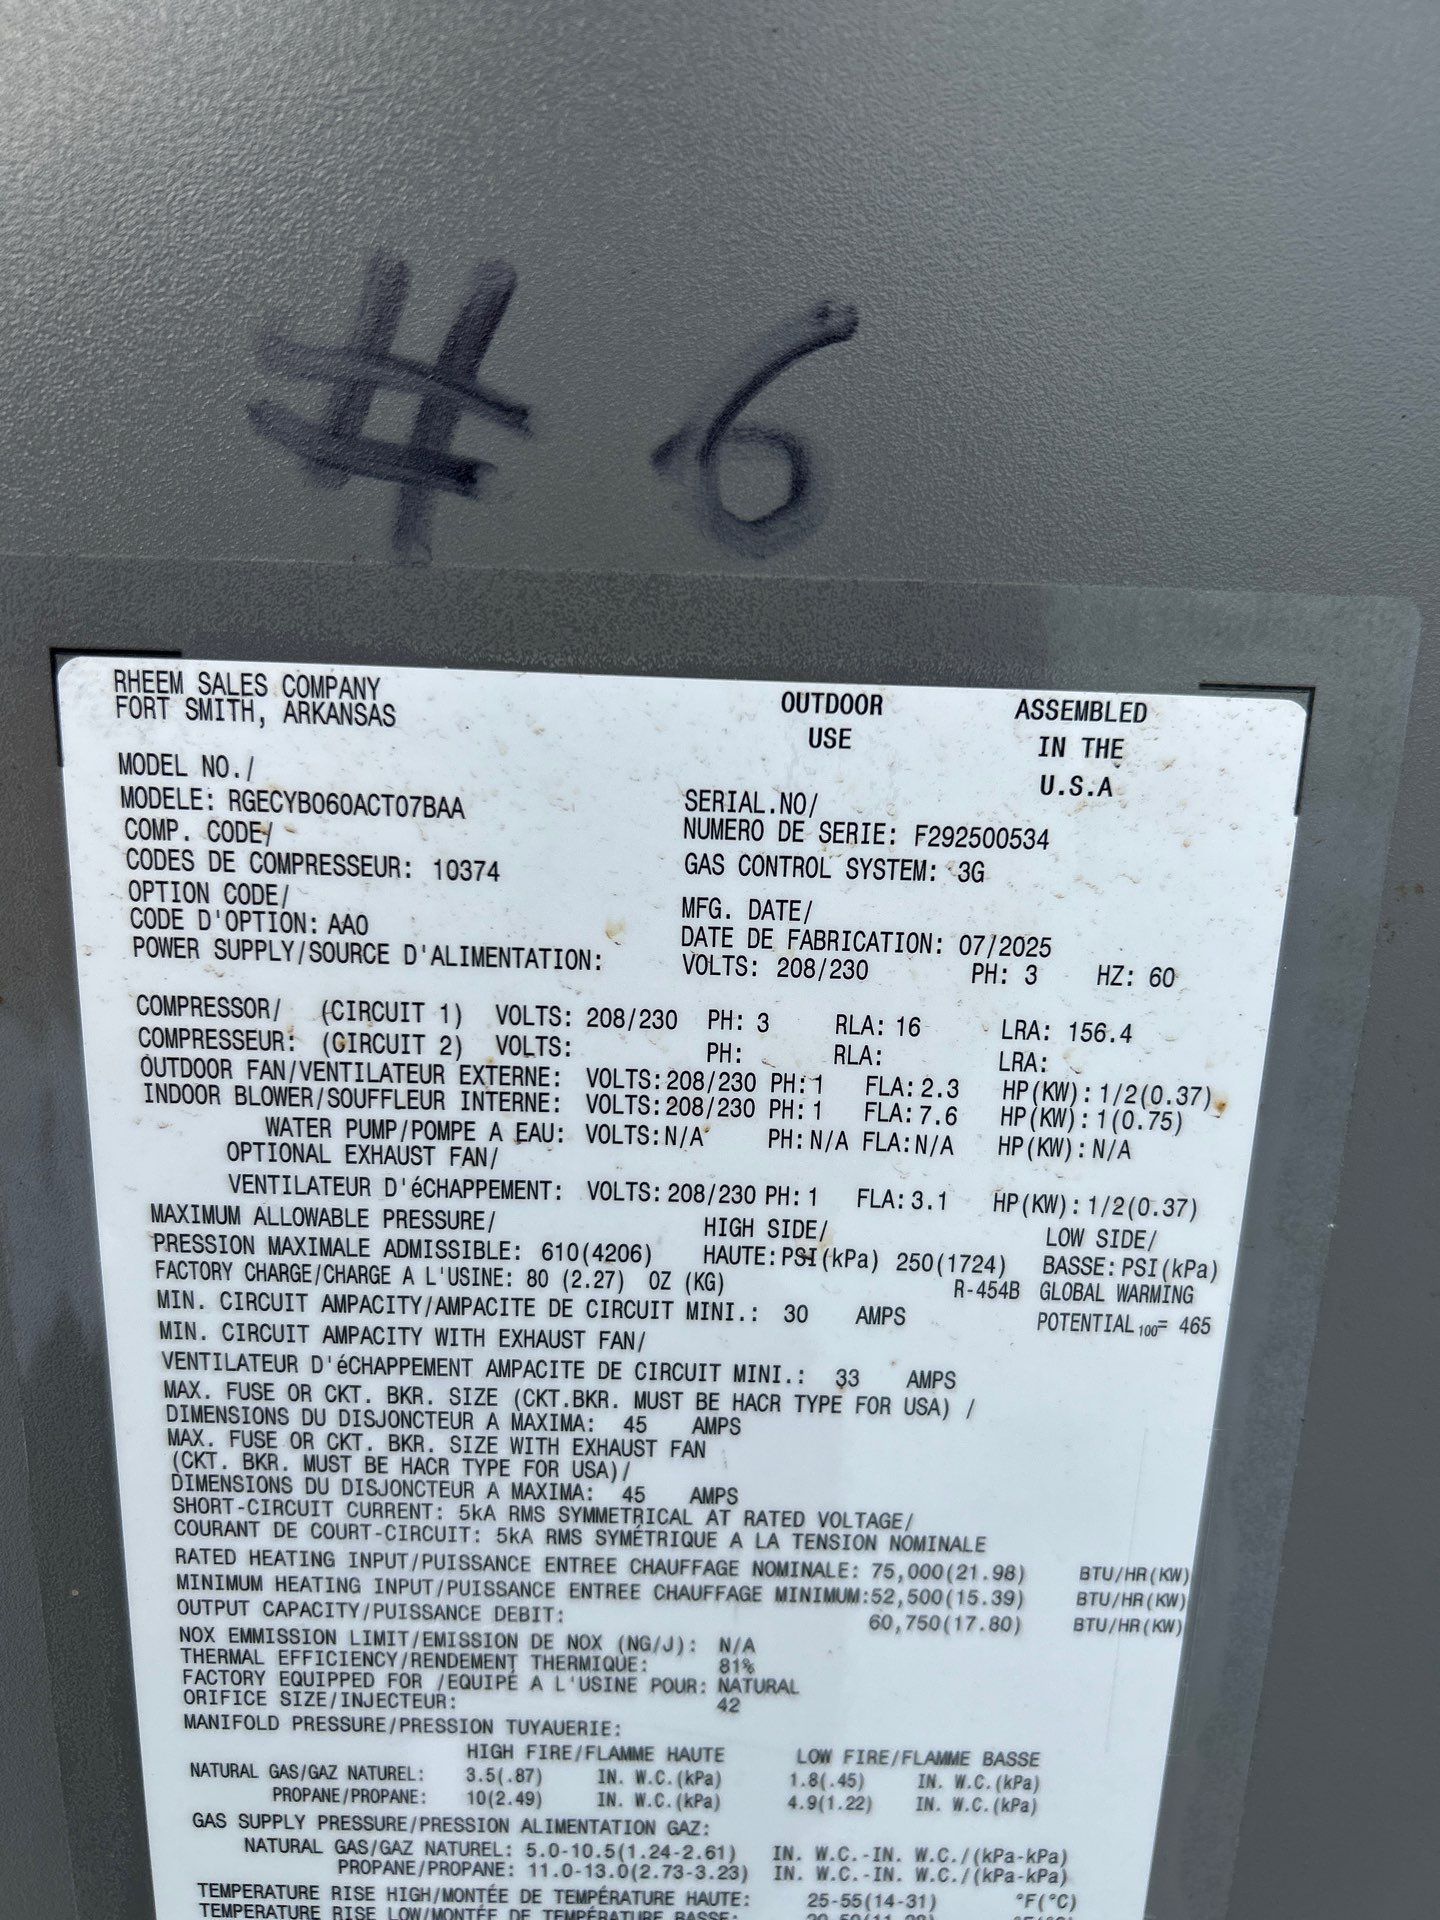 # 6
RHEEM SALES COMPANY
FORT SMITH, ARKANSAS
OUTDOOR USE
ASSEMBLED IN THE U.S.A
MODEL NO./
MODELE: RGECYB060ACT07BAA
SERIAL.NO/
NUMERO DE SERIE: F292500534
COMP. CODE/
CODES DE COMPRESSEUR: 10374
GAS CONTROL SYSTEM: 3G
OPTION CODE/
CODE D'OPTION: AA0
MFG. DATE/
DATE DE FABRICATION: 07/2025
POWER SUPPLY/SOURCE D'ALIMENTATION: VOLTS: 208/230 PH: 3 HZ: 60
COMPRESSOR/ (CIRCUIT 1) VOLTS: 208/230 PH: 3 RLA: 16 LRA: 156.4
COMPRESSEUR: (CIRCUIT 2) VOLTS: PH: RLA: LRA:
OUTDOOR FAN/VENTILATEUR EXTERNE: VOLTS: 208/230 PH: 1 FLA: 2.3 HP(KW): 1/2(0.37)
INDOOR BLOWER/SOUFFLEUR INTERNE: VOLTS: 208/230 PH: 1 FLA: 7.6 HP(KW): 1(0.75)
WATER PUMP/POMPE A EAU: VOLTS: N/A PH: N/A FLA: N/A HP(KW): N/A
OPTIONAL EXHAUST FAN/
VENTILATEUR D'éCHAPPEMENT: VOLTS: 208/230 PH: 1 FLA: 3.1 HP(KW): 1/2(0.37)
MAXIMUM ALLOWABLE PRESSURE/ HIGH SIDE/ LOW SIDE/
PRESSION MAXIMALE ADMISSIBLE: 610(4206) HAUTE: PSI(kPa) 250(1724) BASSE: PSI(kPa)
FACTORY CHARGE/CHARGE A L'USINE: 80 (2.27) OZ (KG) R-454B GLOBAL WARMING
POTENTIAL100= 465
MIN. CIRCUIT AMPACITY/AMPACITE DE CIRCUIT MINI.: 30 AMPS
MIN. CIRCUIT AMPACITY WITH EXHAUST FAN/
VENTILATEUR D'éCHAPPEMENT AMPACITE DE CIRCUIT MINI.: 33 AMPS
MAX. FUSE OR CKT. BKR. SIZE (CKT.BKR. MUST BE HACR TYPE FOR USA) /
DIMENSIONS DU DISJONCTEUR A MAXIMA: 45 AMPS
MAX. FUSE OR CKT. BKR. SIZE WITH EXHAUST FAN
(CKT. BKR. MUST BE HACR TYPE FOR USA)/
DIMENSIONS DU DISJONCTEUR A MAXIMA: 45 AMPS
SHORT-CIRCUIT CURRENT: 5kA RMS SYMMETRICAL AT RATED VOLTAGE/
COURANT DE COURT-CIRCUIT: 5kA RMS SYMÉTRIQUE A LA TENSION NOMINALE
RATED HEATING INPUT/PUISSANCE ENTREE CHAUFFAGE NOMINALE: 75,000(21.98) BTU/HR(KW)
MINIMUM HEATING INPUT/PUISSANCE ENTREE CHAUFFAGE MINIMUM: 52,500(15.39) BTU/HR(KW)
OUTPUT CAPACITY/PUISSANCE DEBIT: 60,750(17.80) BTU/HR(KW)
NOX EMMISSION LIMIT/EMISSION DE NOX (NG/J): N/A
THERMAL EFFICIENCY/RENDEMENT THERMIQUE: 81%
FACTORY EQUIPPED FOR /EQUIPÉ A L'USINE POUR: NATURAL
ORIFICE SIZE/INJECTEUR: 42
MANIFOLD PRESSURE/PRESSION TUYAUERIE:
HIGH FIRE/FLAMME HAUTE LOW FIRE/FLAMME BASSE
NATURAL GAS/GAZ NATUREL: 3.5(.87) IN. W.C.(kPa) 1.8(.45) IN. W.C.(kPa)
PROPANE/PROPANE: 10(2.49) IN. W.C.(kPa) 4.9(1.22) IN. W.C.(kPa)
GAS SUPPLY PRESSURE/PRESSION ALIMENTATION GAZ:
NATURAL GAS/GAZ NATUREL: 5.0-10.5(1.24-2.61) IN. W.C.-IN. W.C./(kPa-kPa)
PROPANE/PROPANE: 11.0-13.0(2.73-3.23) IN. W.C.-IN. W.C./(kPa-kPa)
TEMPERATURE RISE HIGH/MONTÉE DE TEMPÉRATURE HAUTE: 25-55(14-31) °F(°C)
TEMPERATURE RISE LOW/MONTÉE DE TEMPÉRATURE BASSE: